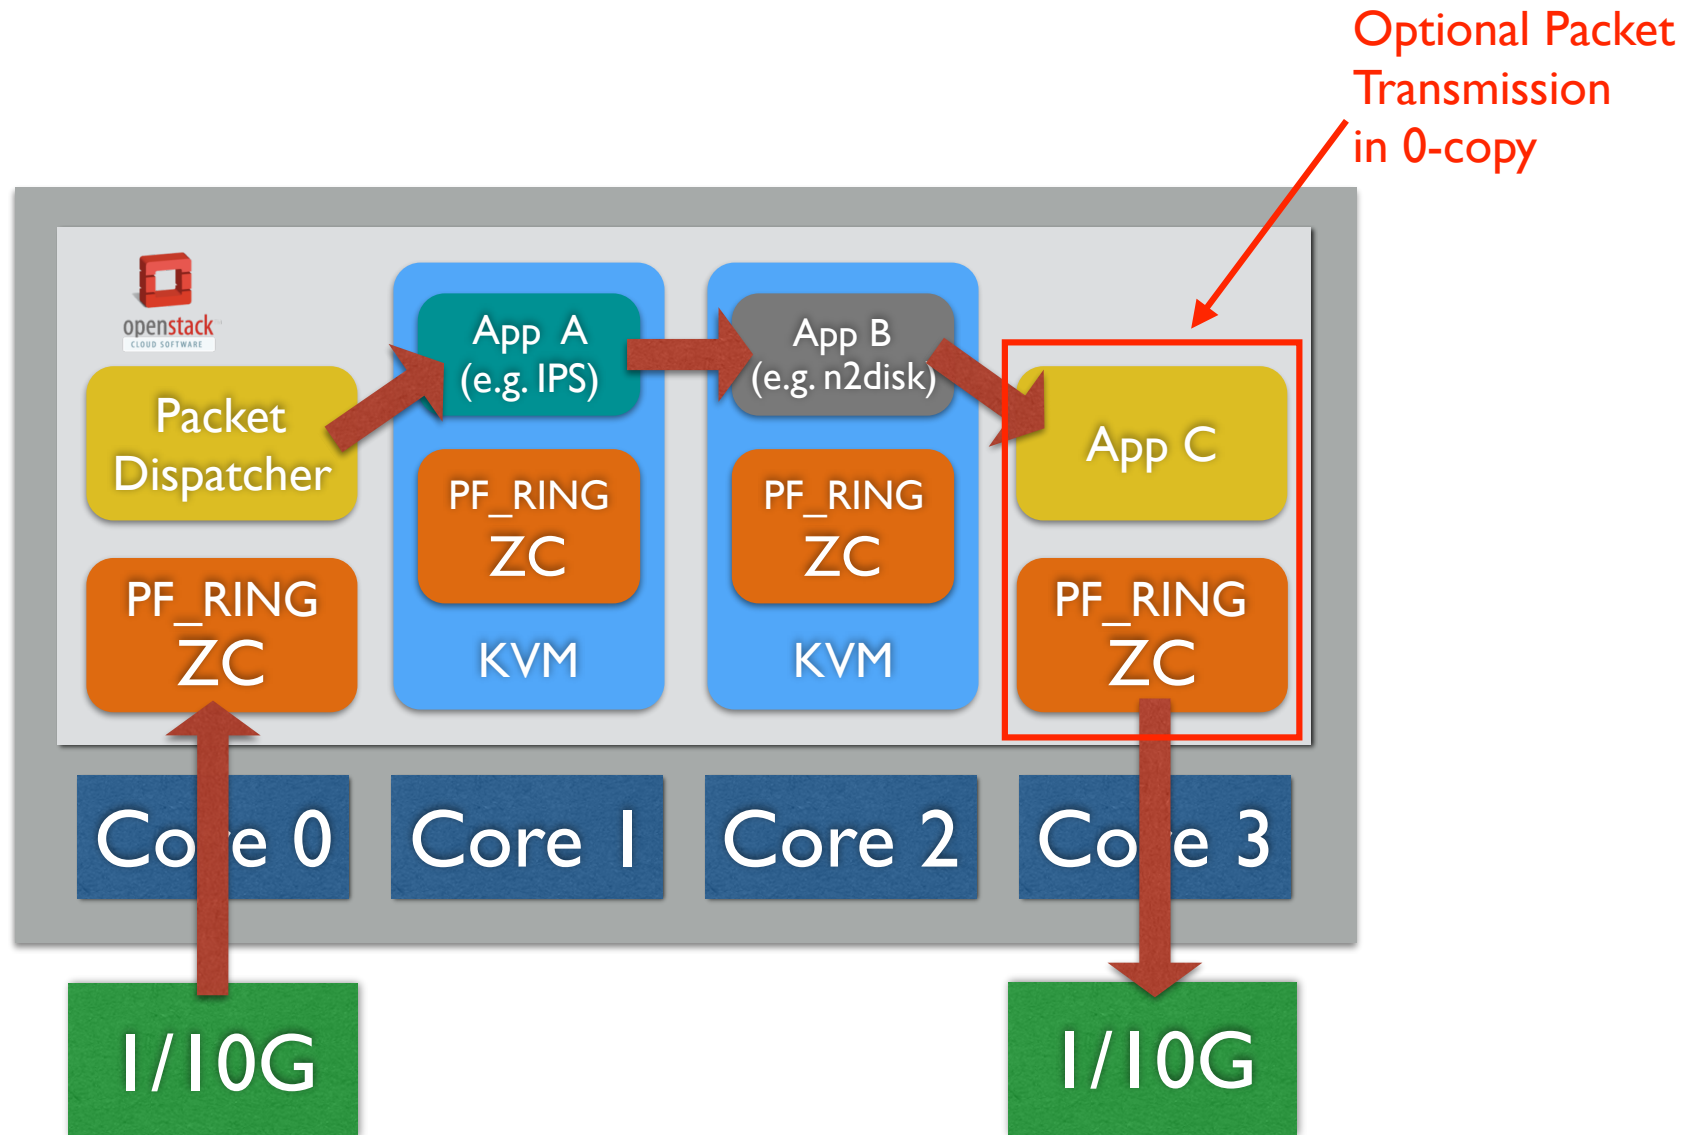 Optional Packet
Transmission
in 0-copy
openstack
CLOUD SOFTWARE
Packet
Dispatcher
PF_RING
ZC
App A
(e.g. IPS)
PF_RING
ZC
KVM
App B
(e.g. n2disk)
PF_RING
ZC
KVM
App C
PF_RING
ZC
Core 0
Core 1
Core 2
Core 3
1/10G
1/10G